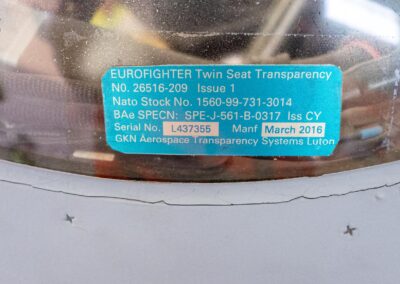 EUROFIGHTER Twin Seat Transparency
N0. 26516-209 Issue 1
Nato Stock No. 1560-99-731-3014
BAe SPECN: SPE-J-561-B-0317 Iss CY
Serial No. L437355 Manf March 2016
GKN Aerospace Transparency Systems Luton